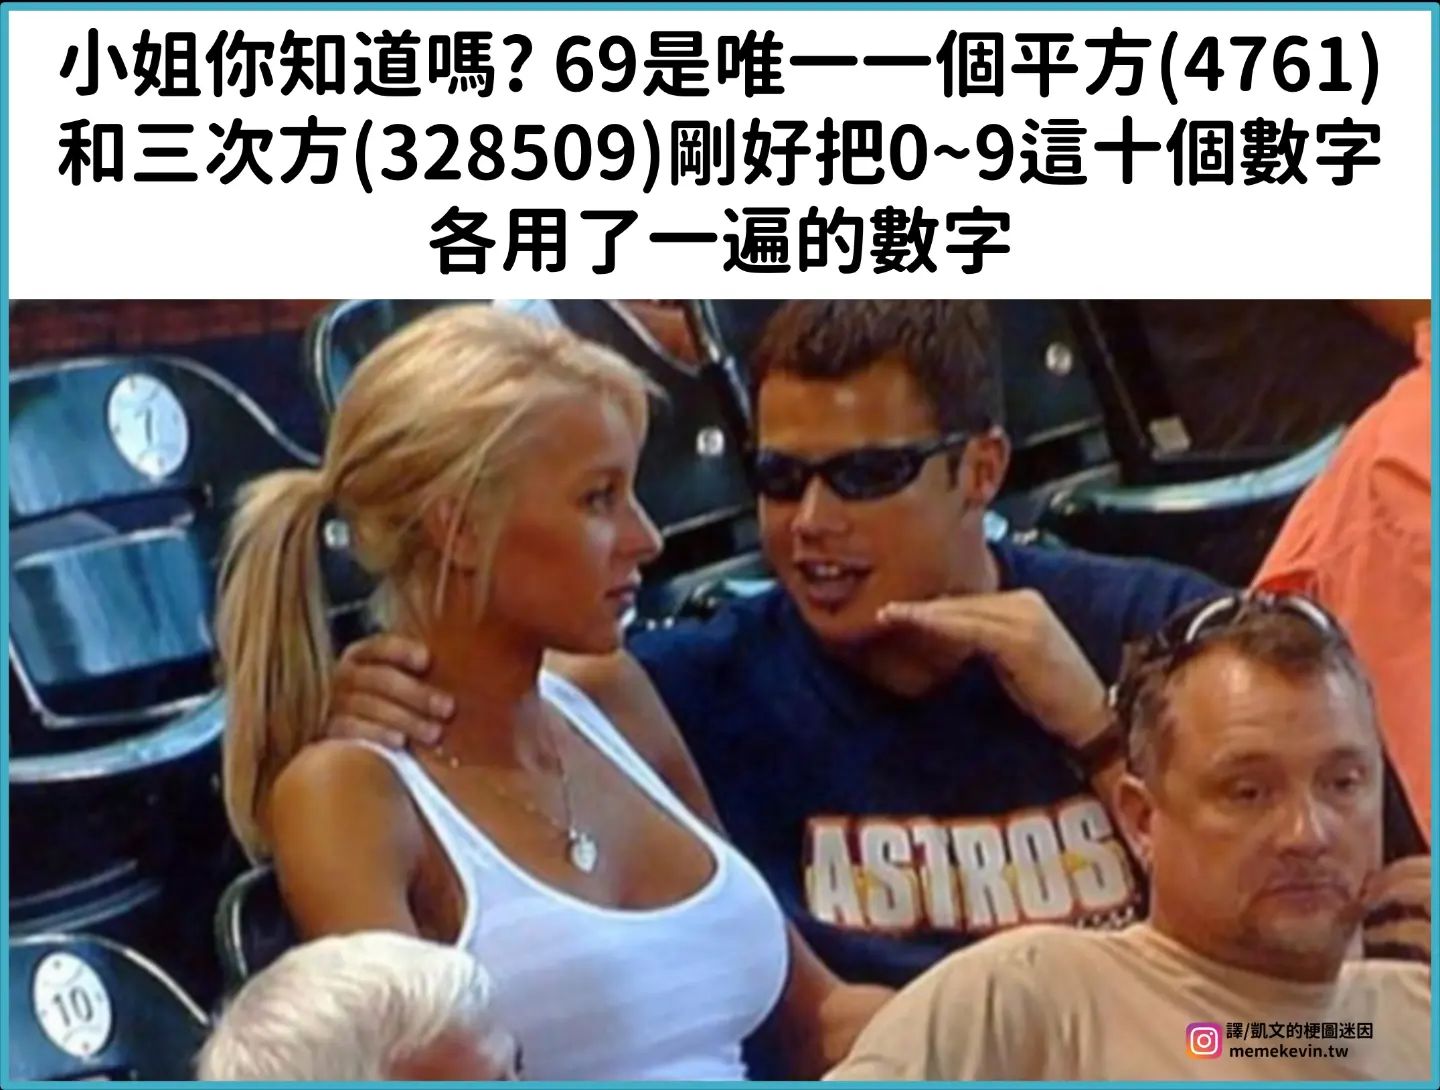 小姐你知道嗎? 69是唯一一個平方(4761)
和三次方(328509)剛好把0~9這十個數字
各用了一遍的數字
7
ASTROS
10
譯/凱文的梗圖迷因
memekevin.tw